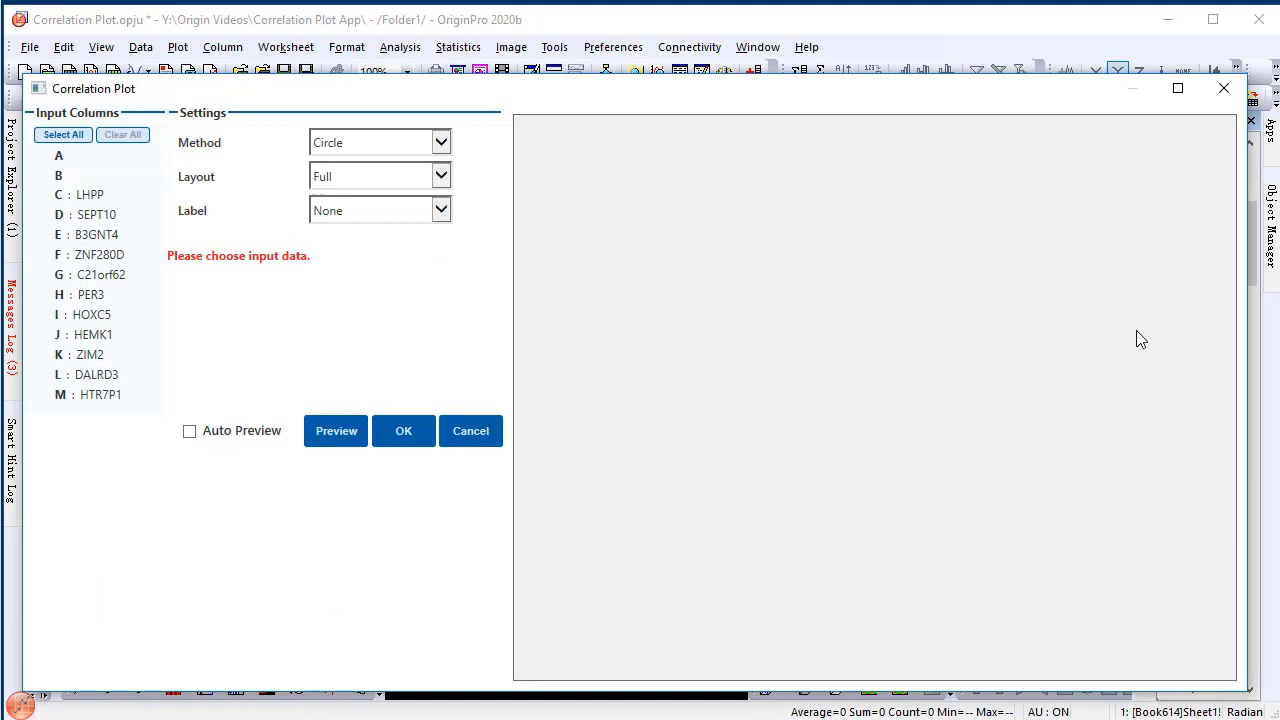 Correlation Plot.opju * - Y:\Origin Videos\Correlation Plot App\ - /Folder1/ - OriginPro 2020b
File Edit View Data Plot Column Worksheet Format Analysis Statistics Image Tools Preferences Connectivity Window Help
100%
Correlation Plot
Input Columns
Settings
Select All Clear All
A
B
C : LHPP
D : SEPT10
E : B3GNT4
F : ZNF280D
G : C21orf62
H : PER3
I : HOXC5
J : HEMK1
K : ZIM2
L : DALRD3
M : HTR7P1
Method Circle
Layout Full
Label None
Please choose input data.
Auto Preview Preview OK Cancel
Project Explorer (1)
Messages Log (3)
Smart Hint Log
Apps
Object Manager
Average=0 Sum=0 Count=0 Min=-- Max=-- AU : ON 1: [Book614]Sheet1! Radian